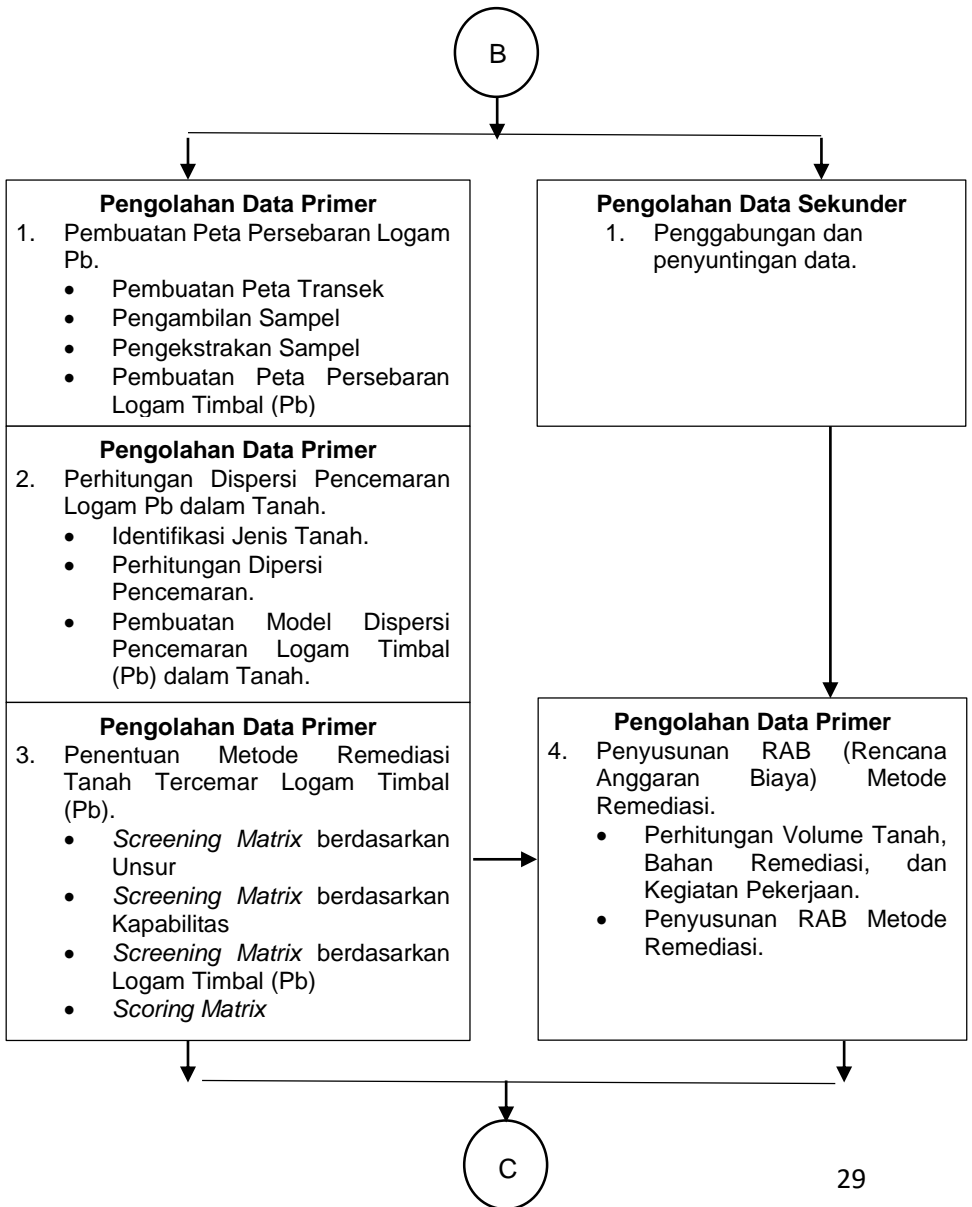 B
Pengolahan Data Primer
1. Pembuatan Peta Persebaran Logam
Pb.
• Pembuatan Peta Transek
• Pengambilan Sampel
• Pengekstrakan Sampel
• Pembuatan Peta Persebaran
Logam Timbal (Pb)
Pengolahan Data Sekunder
1. Penggabungan dan
penyuntingan data.
Pengolahan Data Primer
2. Perhitungan Dispersi Pencemaran
Logam Pb dalam Tanah.
• Identifikasi Jenis Tanah.
• Perhitungan Dipersi
Pencemaran.
• Pembuatan Model Dispersi
Pencemaran Logam Timbal
(Pb) dalam Tanah.
Pengolahan Data Primer
3. Penentuan Metode Remediasi
Tanah Tercemar Logam Timbal
(Pb).
• Screening Matrix berdasarkan
Unsur
• Screening Matrix berdasarkan
Kapabilitas
• Screening Matrix berdasarkan
Logam Timbal (Pb)
• Scoring Matrix
Pengolahan Data Primer
4. Penyusunan RAB (Rencana
Anggaran Biaya) Metode
Remediasi.
• Perhitungan Volume Tanah,
Bahan Remediasi, dan
Kegiatan Pekerjaan.
• Penyusunan RAB Metode
Remediasi.
C
29